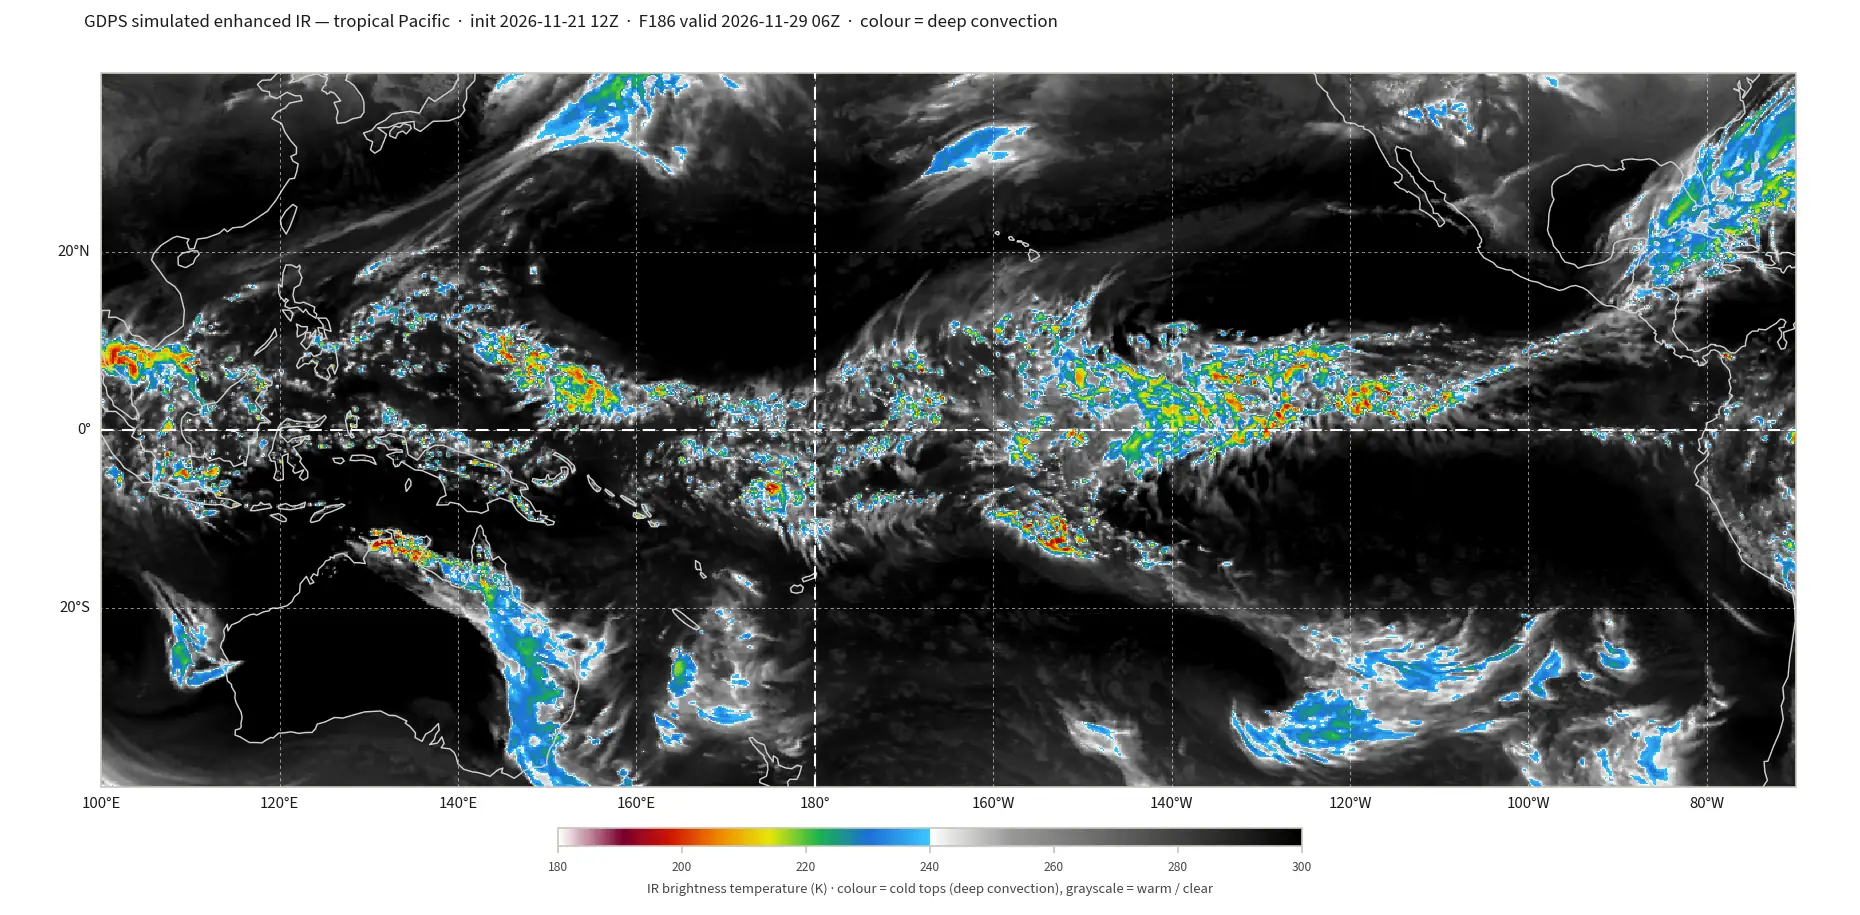 GDPS simulated enhanced IR — tropical Pacific · init 2026-11-21 12Z · F186 valid 2026-11-29 06Z · colour = deep convection
20°N
0°
20°S
100°E 120°E 140°E 160°E 180° 160°W 140°W 120°W 100°W 80°W
180 200 220 240 260 280 300
IR brightness temperature (K) · colour = cold tops (deep convection), grayscale = warm / clear